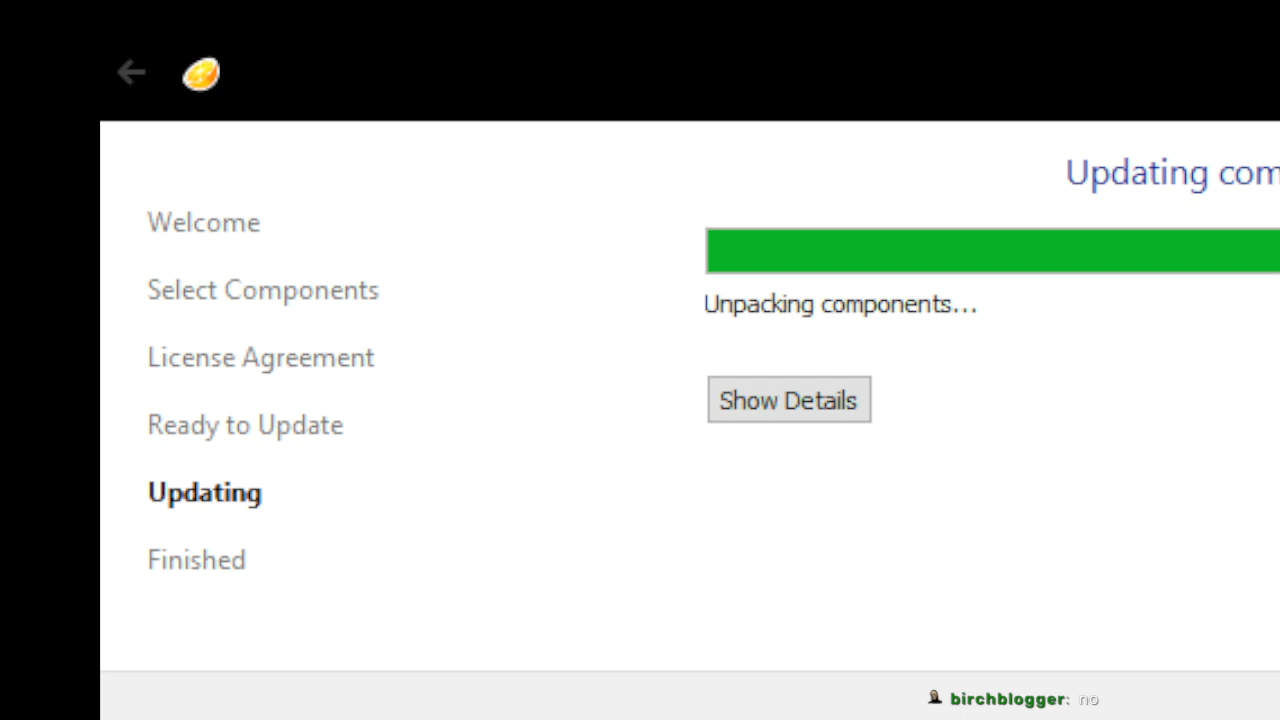 Updating com
Welcome
Select Components
License Agreement
Ready to Update
Updating
Finished
Unpacking components...
Show Details
birchblogger: no